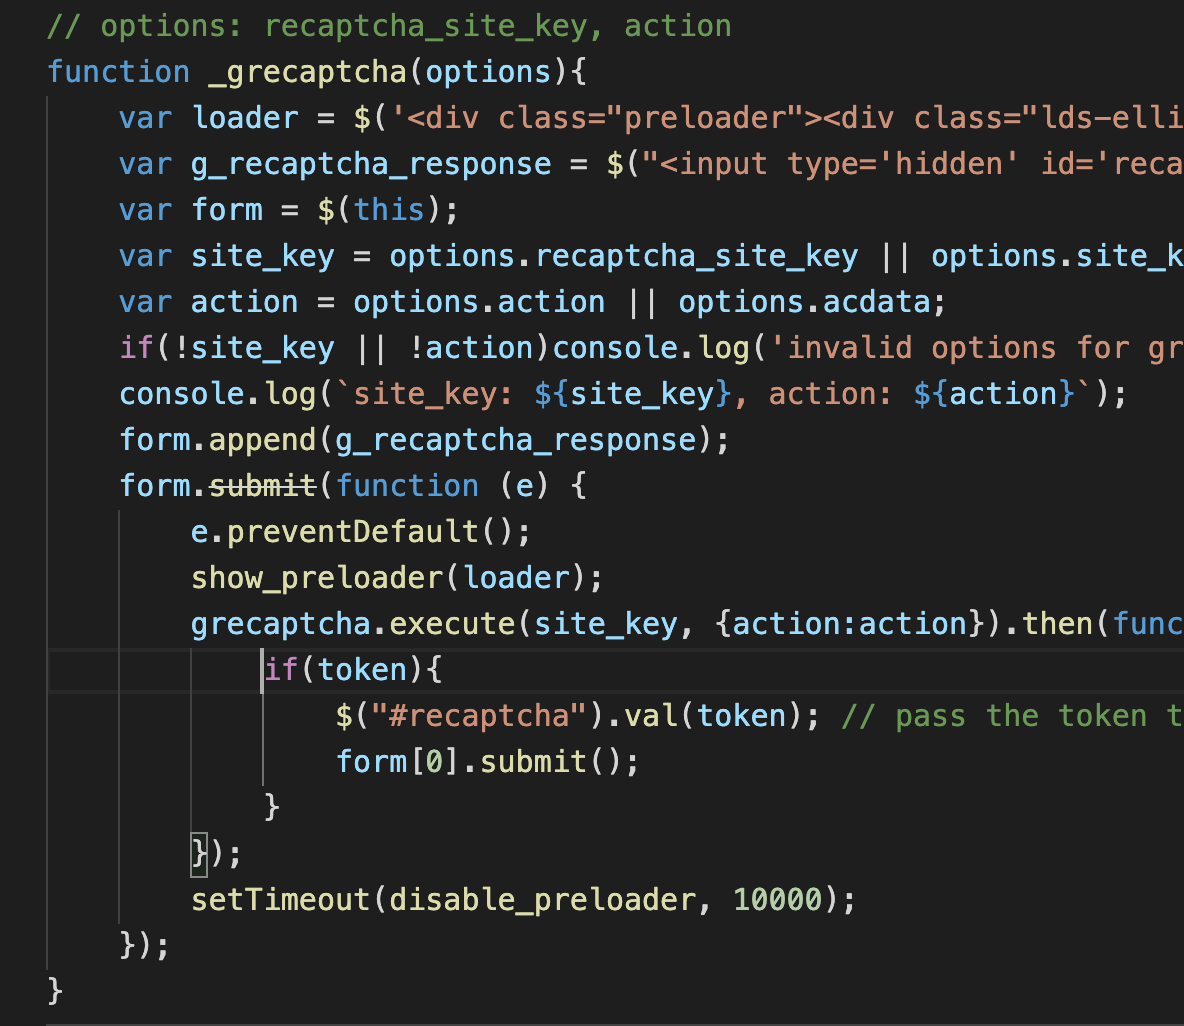 // options: recaptcha_site_key, action
function _grecaptcha(options){
var loader = $('<div class="preloader"><div class="lds-elli
var g_recaptcha_response = $("<input type='hidden' id='reca
var form = $(this);
var site_key = options.recaptcha_site_key || options.site_k
var action = options.action || options.acdata;
if(!site_key || !action)console.log('invalid options for gr
console.log(`site_key: ${site_key}, action: ${action}`);
form.append(g_recaptcha_response);
form.submit(function (e) {
e.preventDefault();
show_preloader(loader);
grecaptcha.execute(site_key, {action:action}).then(func
if(token){
$("#recaptcha").val(token); // pass the token t
form[0].submit();
}
});
setTimeout(disable_preloader, 10000);
});
}